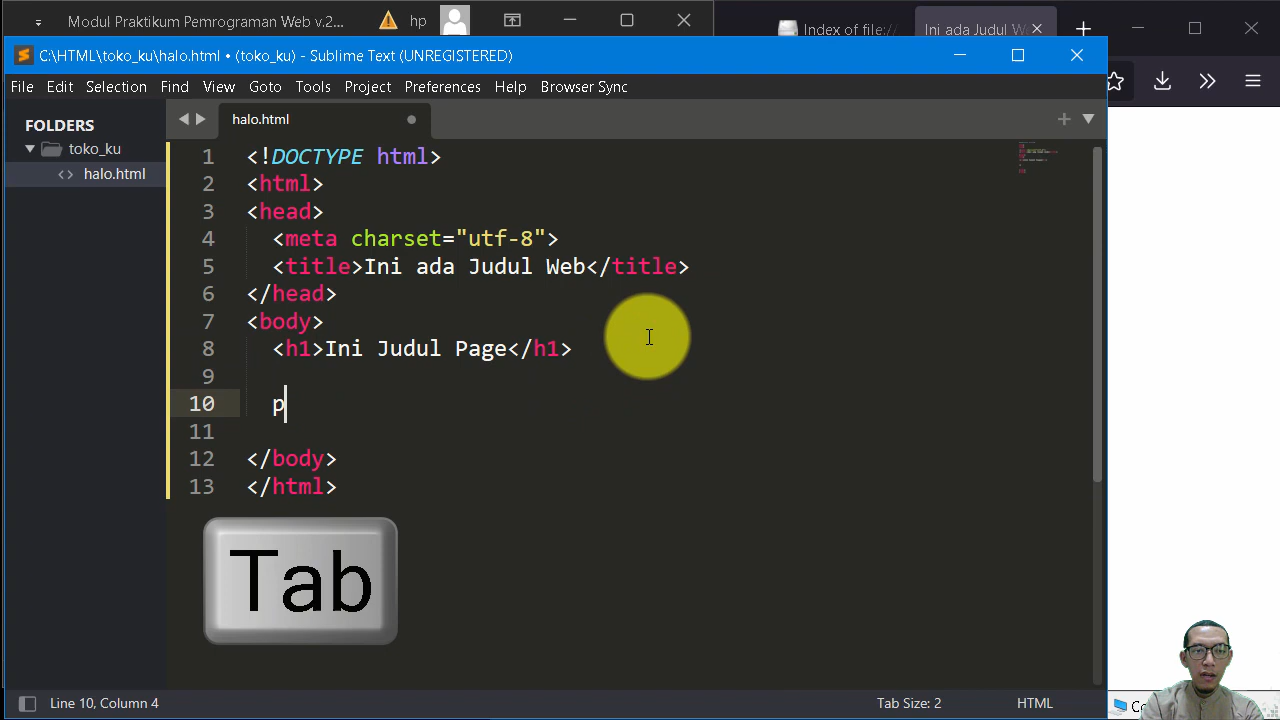 Modul Praktikum Pemrograman Web v.2...
hp
Index of file://
Ini ada Judul We
C:\HTML\toko_ku\halo.html • (toko_ku) - Sublime Text (UNREGISTERED)
File Edit Selection Find View Goto Tools Project Preferences Help Browser Sync
FOLDERS
toko_ku
halo.html
halo.html
1 <!DOCTYPE html>
2 <html>
3 <head>
4 <meta charset="utf-8">
5 <title>Ini ada Judul Web</title>
6 </head>
7 <body>
8 <h1>Ini Judul Page</h1>
9
10 p
11
12 </body>
13 </html>
Tab
Line 10, Column 4
Tab Size: 2
HTML